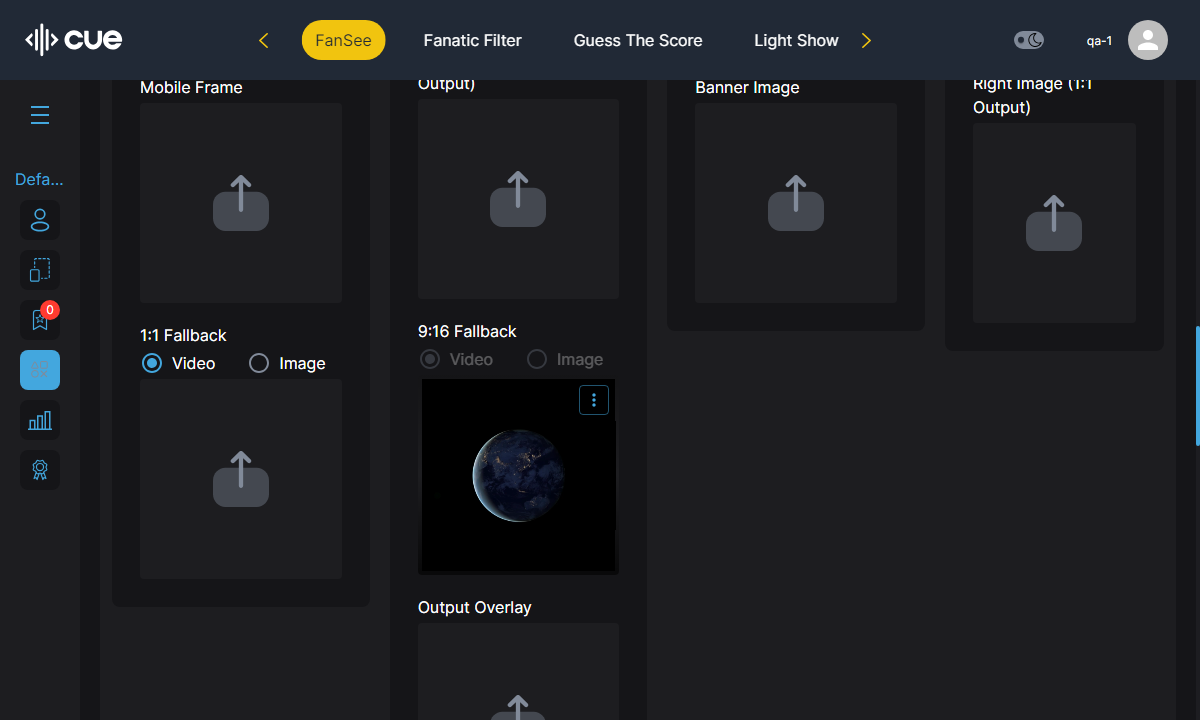 cue
FanSee
Fanatic Filter
Guess The Score
Light Show
qa-1
Defa...
0
Mobile Frame
1:1 Fallback
Video
Image
Output)
9:16 Fallback
Video
Image
Output Overlay
Banner Image
Right Image (1:1
Output)